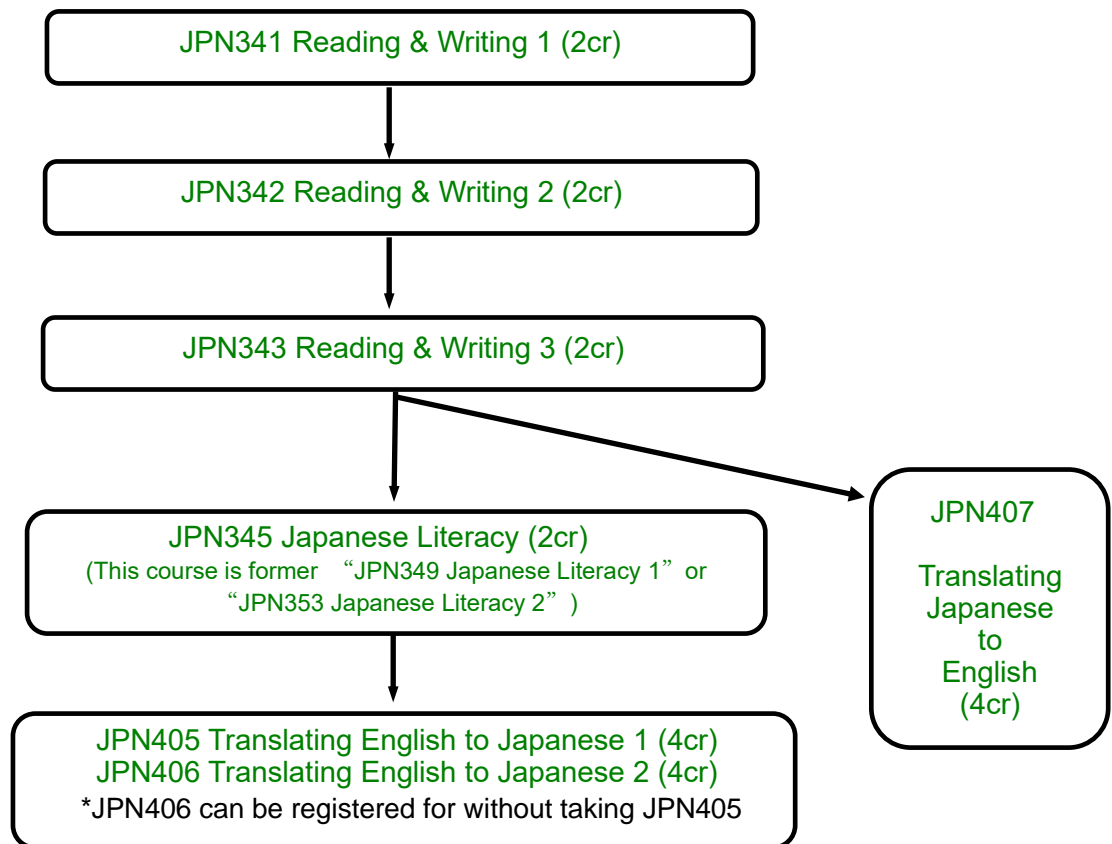 JPN341 Reading & Writing 1 (2cr)
JPN342 Reading & Writing 2 (2cr)
JPN343 Reading & Writing 3 (2cr)
JPN345 Japanese Literacy (2cr)
(This course is former “JPN349 Japanese Literacy 1” or
“JPN353 Japanese Literacy 2” )
JPN405 Translating English to Japanese 1 (4cr)
JPN406 Translating English to Japanese 2 (4cr)
*JPN406 can be registered for without taking JPN405
JPN407
Translating
Japanese
to
English
(4cr)